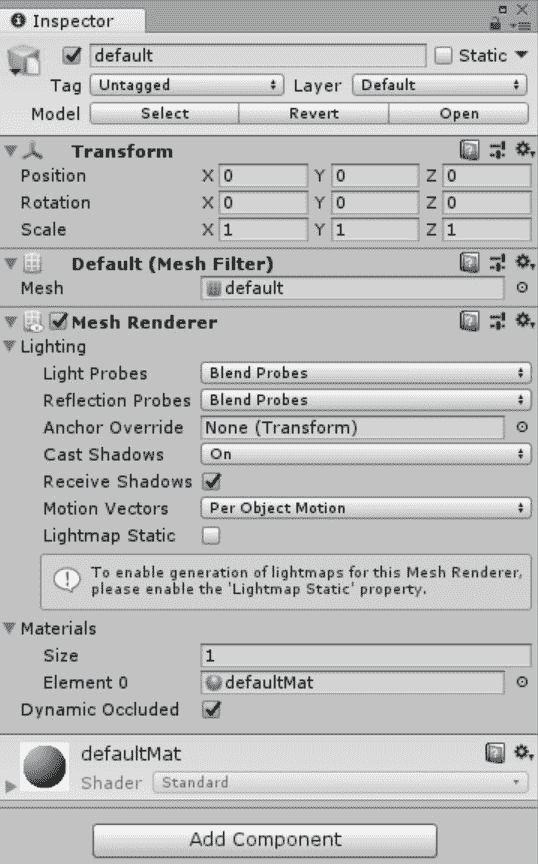 Inspector
default Static
Tag Untagged Layer Default
Model Select Revert Open
Transform
Position X 0 Y 0 Z 0
Rotation X 0 Y 0 Z 0
Scale X 1 Y 1 Z 1
Default (Mesh Filter)
Mesh default
Mesh Renderer
Lighting
Light Probes Blend Probes
Reflection Probes Blend Probes
Anchor Override None (Transform)
Cast Shadows On
Receive Shadows
Motion Vectors Per Object Motion
Lightmap Static
To enable generation of lightmaps for this Mesh Renderer,
please enable the 'Lightmap Static' property.
Materials
Size 1
Element 0 defaultMat
Dynamic Occluded
defaultMat
Shader Standard
Add Component